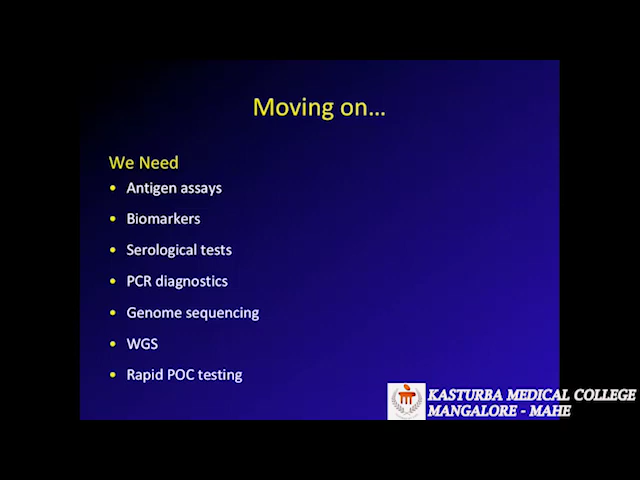 Moving on...
We Need
• Antigen assays
• Biomarkers
• Serological tests
• PCR diagnostics
• Genome sequencing
• WGS
• Rapid POC testing
KASTURBA MEDICAL COLLEGE
MANGALORE - MAHE